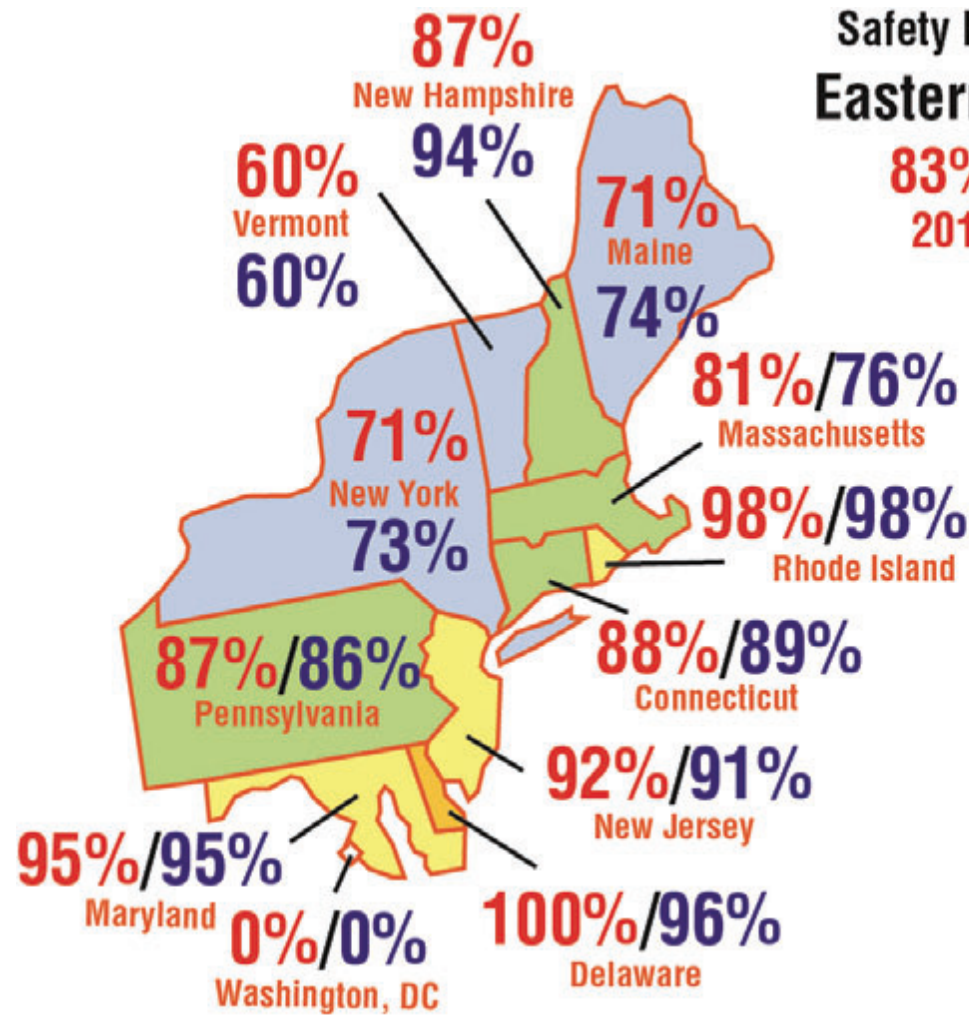 Safety
Easter
83%
201
87%
New Hampshire
94%
60%
Vermont
60%
71%
Maine
74%
81%/76%
Massachusetts
71%
New York
73%
98%/98%
Rhode Island
88%/89%
Connecticut
87%/86%
Pennsylvania
92%/91%
New Jersey
95%/95%
Maryland
0%/0%
Washington, DC
100%/96%
Delaware